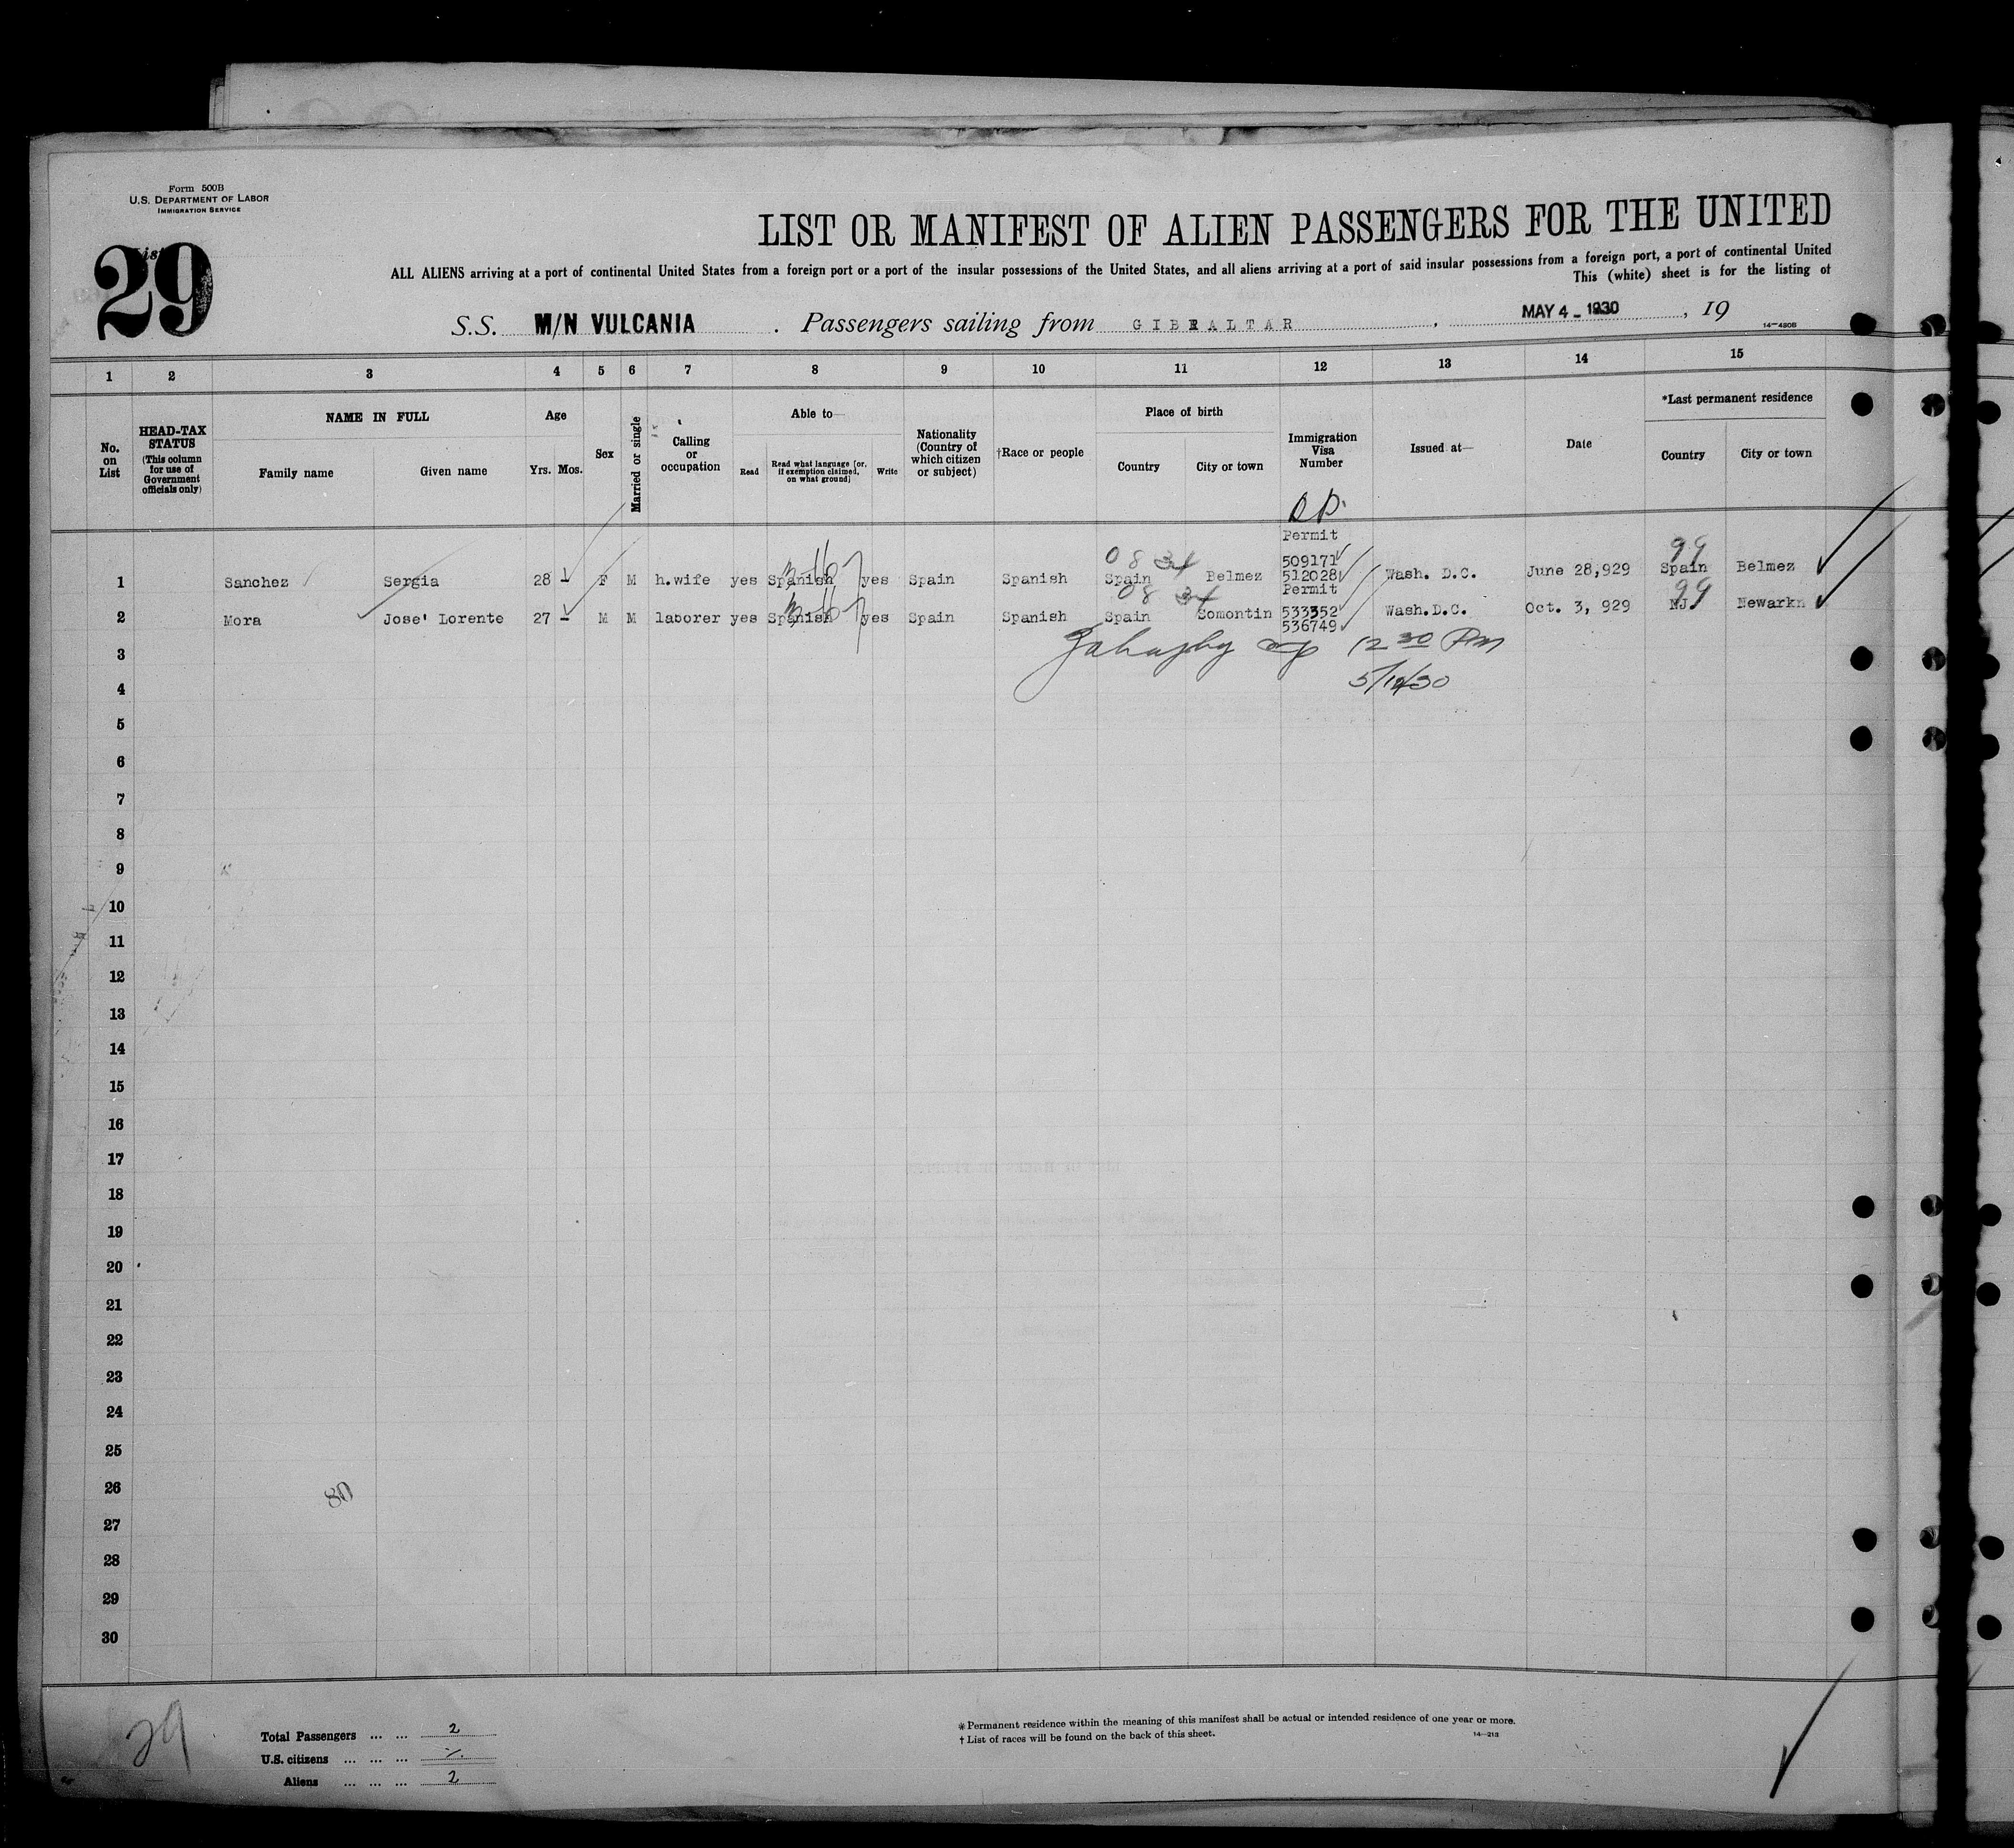 Form 500B
U.S. DEPARTMENT OF LABOR
IMMIGRATION SERVICE
List
29
LIST OR MANIFEST OF ALIEN PASSENGERS FOR THE UNITED
ALL ALIENS arriving at a port of continental United States from a foreign port or a port of the insular possessions of the United States, and all aliens arriving at a port of said insular possessions from a foreign port, a port of continental United
This (white) sheet is for the listing of
S.S. M/N VULCANIA . Passengers sailing from GIBRALTAR , MAY 4 - 1930 , 19
14-430B
1 2 3 4 5 6 7 8 9 10 11 12 13 14 15
No. on List
HEAD-TAX STATUS (This column for use of Government officials only)
NAME IN FULL
Family name Given name
Age
Yrs. Mos.
Sex
Married or single
Calling or occupation
Able to—
Read
Read what language [or, if exemption claimed, on what ground]
Write
Nationality (Country of which citizen or subject)
†Race or people
Place of birth
Country City or town
Immigration Visa Number
Issued at—
Date
*Last permanent residence
Country City or town
Permit
08 34 509171 99
1 Sanchez Sergia 28 F M h.wife yes Spanish yes Spain Spanish Spain Belmez 512028 Wash. D.C. June 28,929 Spain Belmez
08 34 Permit 99
2 Mora Jose' Lorente 27 - M M laborer yes Spanish yes Spain Spanish Spain Somontin 533352 Wash.D.C. Oct. 3, 929 NJ Newarkn
536749
3 12 30 Pm
4
5
6
7
8
9
10
11
12
13
14
15
16
17
18
19
20
21
22
23
24
25
26 80
27
28
29
30
29
Total Passengers ... ... 2
U.S. citizens ... ... ...
Aliens ... ... ... 2
* Permanent residence within the meaning of this manifest shall be actual or intended residence of one year or more.
† List of races will be found on the back of this sheet.
14-213